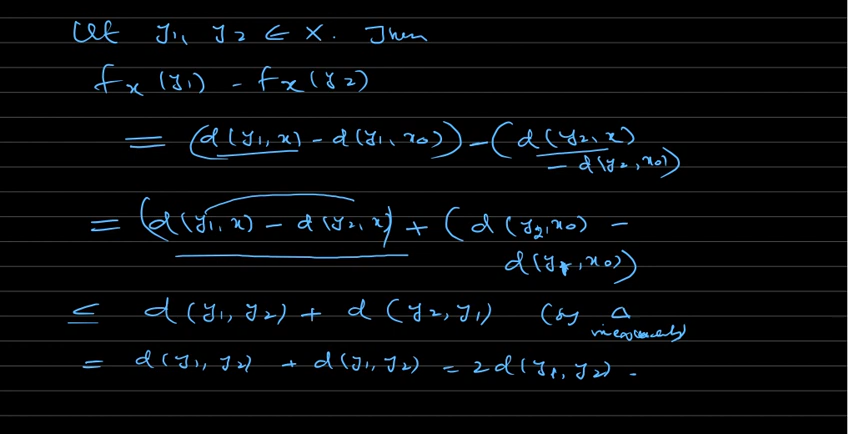 Let y₁, y₂ ∈ X. Then
fₓ(y₁) - fₓ(y₂)
= (d(y₁, x) - d(y₁, x₀)) - (d(y₂, x)
- d(y₂, x₀))
= (d(y₁, x) - d(y₂, x)) + (d(y₂, x₀) -
d(y₁, x₀))
≤ d(y₁, y₂) + d(y₂, y₁) (by Δ
inequality)
= d(y₁, y₂) + d(y₁, y₂) = 2d(y₁, y₂).